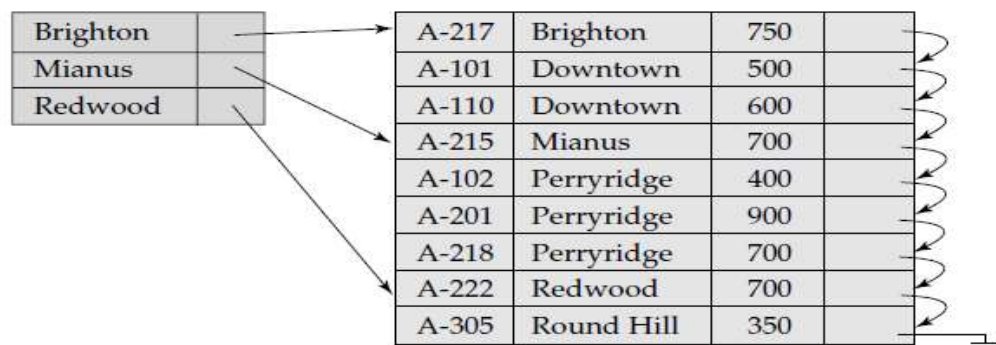 Brighton
Mianus
Redwood
A-217 Brighton 750
A-101 Downtown 500
A-110 Downtown 600
A-215 Mianus 700
A-102 Perryridge 400
A-201 Perryridge 900
A-218 Perryridge 700
A-222 Redwood 700
A-305 Round Hill 350